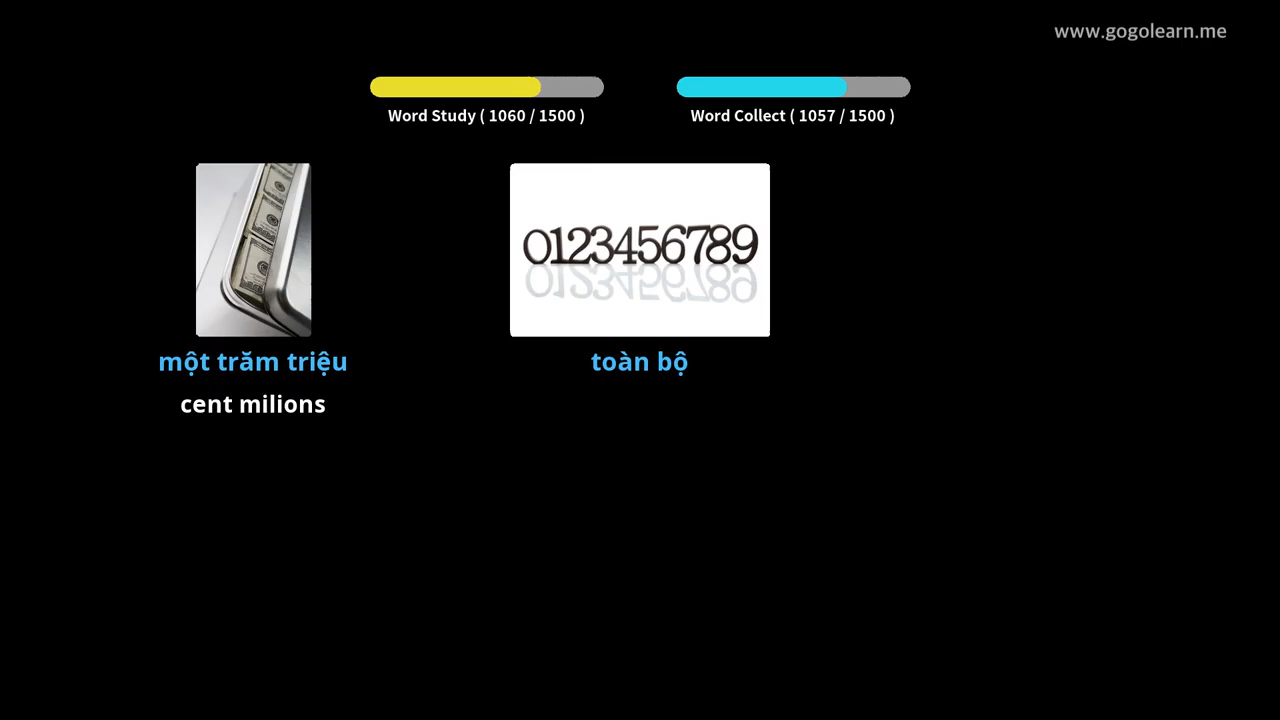 www.gogolearn.me
Word Study ( 1060 / 1500 )
Word Collect ( 1057 / 1500 )
0123456789
một trăm triệu
toàn bộ
cent milions